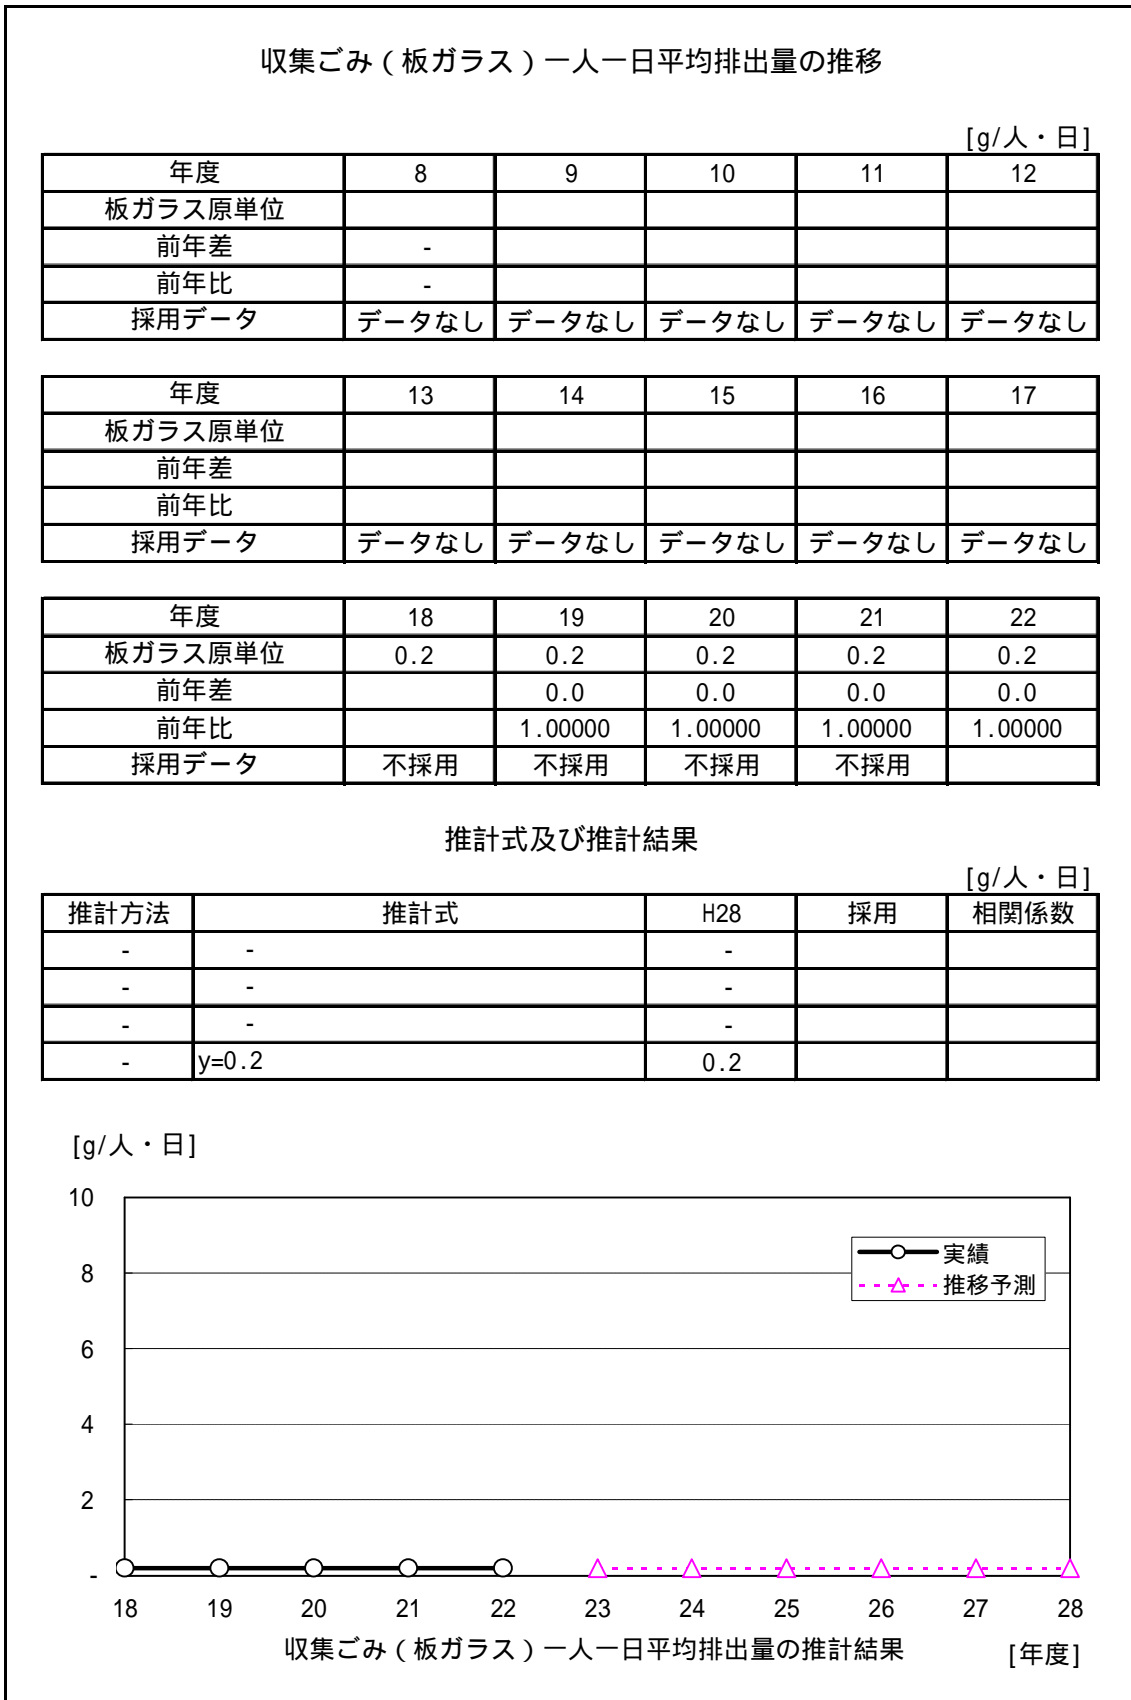 収集ごみ（板ガラス）一人一日平均排出量の推移
[g/人・日]
年度 8 9 10 11 12
板ガラス原単位
前年差 -
前年比 -
採用データ データなし データなし データなし データなし データなし
年度 13 14 15 16 17
板ガラス原単位
前年差
前年比
採用データ データなし データなし データなし データなし データなし
年度 18 19 20 21 22
板ガラス原単位 0.2 0.2 0.2 0.2 0.2
前年差 0.0 0.0 0.0 0.0
前年比 1.00000 1.00000 1.00000 1.00000
採用データ 不採用 不採用 不採用 不採用
推計式及び推計結果
[g/人・日]
推計方法 推計式 H28 採用 相関係数
- - -
- - -
- - -
- y=0.2 0.2
[g/人・日]
10
8
6
4
2
-
実績
推移予測
18 19 20 21 22 23 24 25 26 27 28
収集ごみ（板ガラス）一人一日平均排出量の推計結果 [年度]